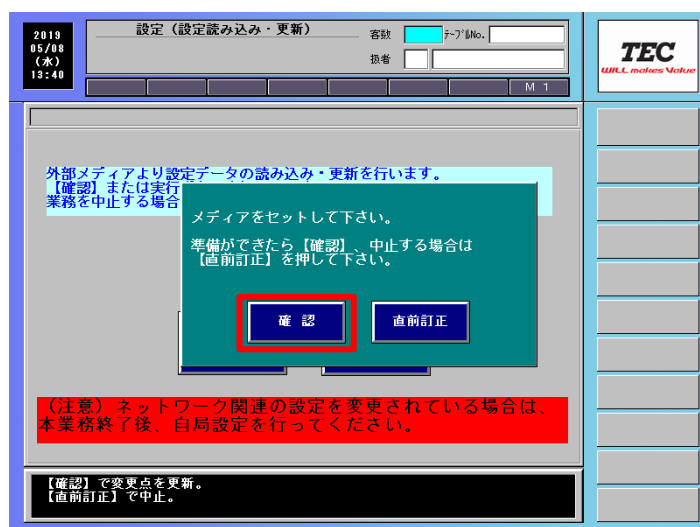 2019
05/08
(水)
13:40
設定（設定読み込み・更新）
客数
ﾃｰﾌﾞﾙNo.
扱者
M 1
TEC
WILL makes Value
外部メディアより設定データの読み込み・更新を行います。
【確認】または実行
業務を中止する場合
メディアをセットして下さい。
準備ができたら【確認】、中止する場合は
【直前訂正】を押して下さい。
確 認
直前訂正
（注意）ネットワーク関連の設定を変更されている場合は、
本業務終了後、自局設定を行ってください。
【確認】で変更点を更新。
【直前訂正】で中止。